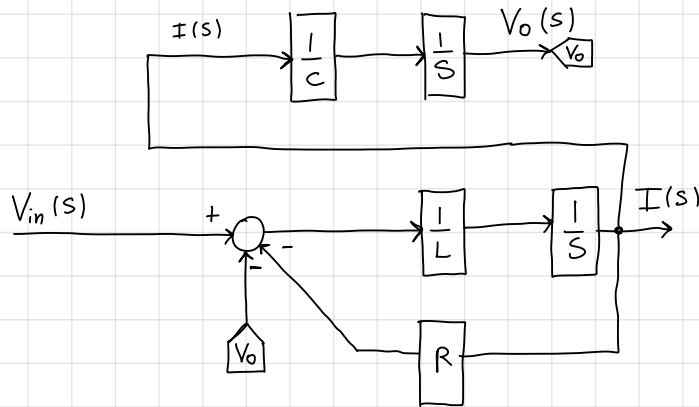 I(S)
1/C
1/S
Vo(S)
Vo
Vin(S)
+
-
-
1/L
1/S
I(S)
Vo
R